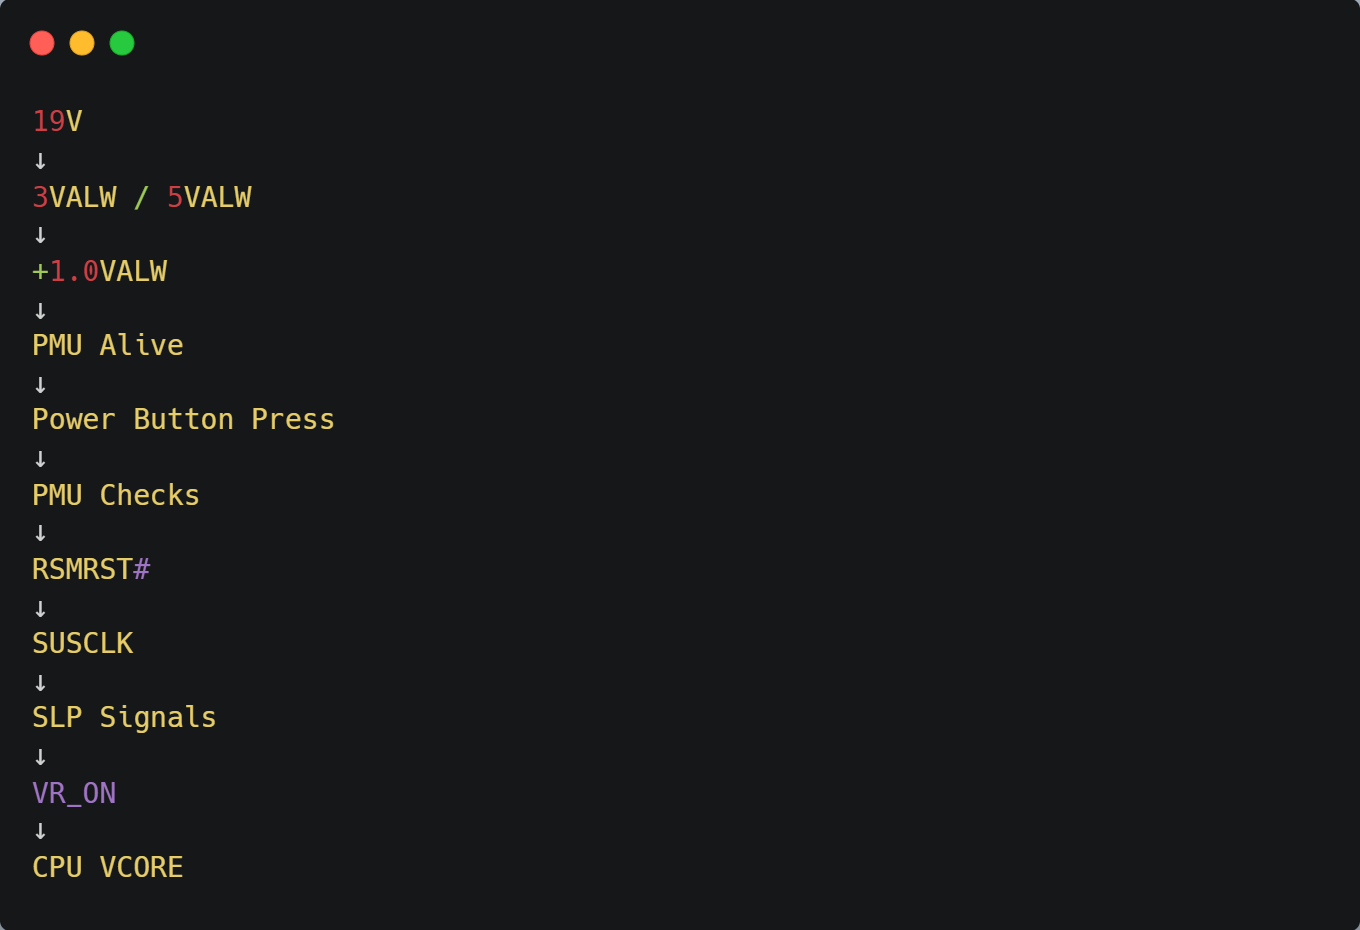 19V
↓
3VALW / 5VALW
↓
+1.0VALW
↓
PMU Alive
↓
Power Button Press
↓
PMU Checks
↓
RSMRST#
↓
SUSCLK
↓
SLP Signals
↓
VR_ON
↓
CPU VCORE